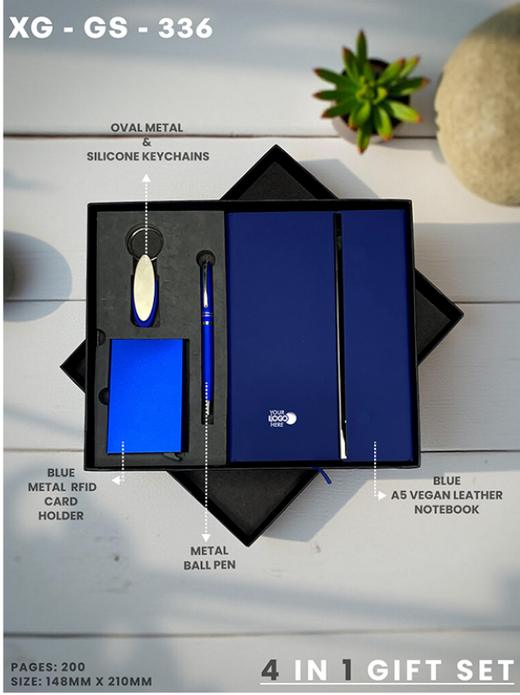 XG - GS - 336
OVAL METAL
&
SILICONE KEYCHAINS
YOUR
LOGO
HERE
BLUE
METAL RFID
CARD
HOLDER
BLUE
A5 VEGAN LEATHER
NOTEBOOK
METAL
BALL PEN
PAGES: 200
SIZE: 148MM X 210MM
4 IN 1 GIFT SET